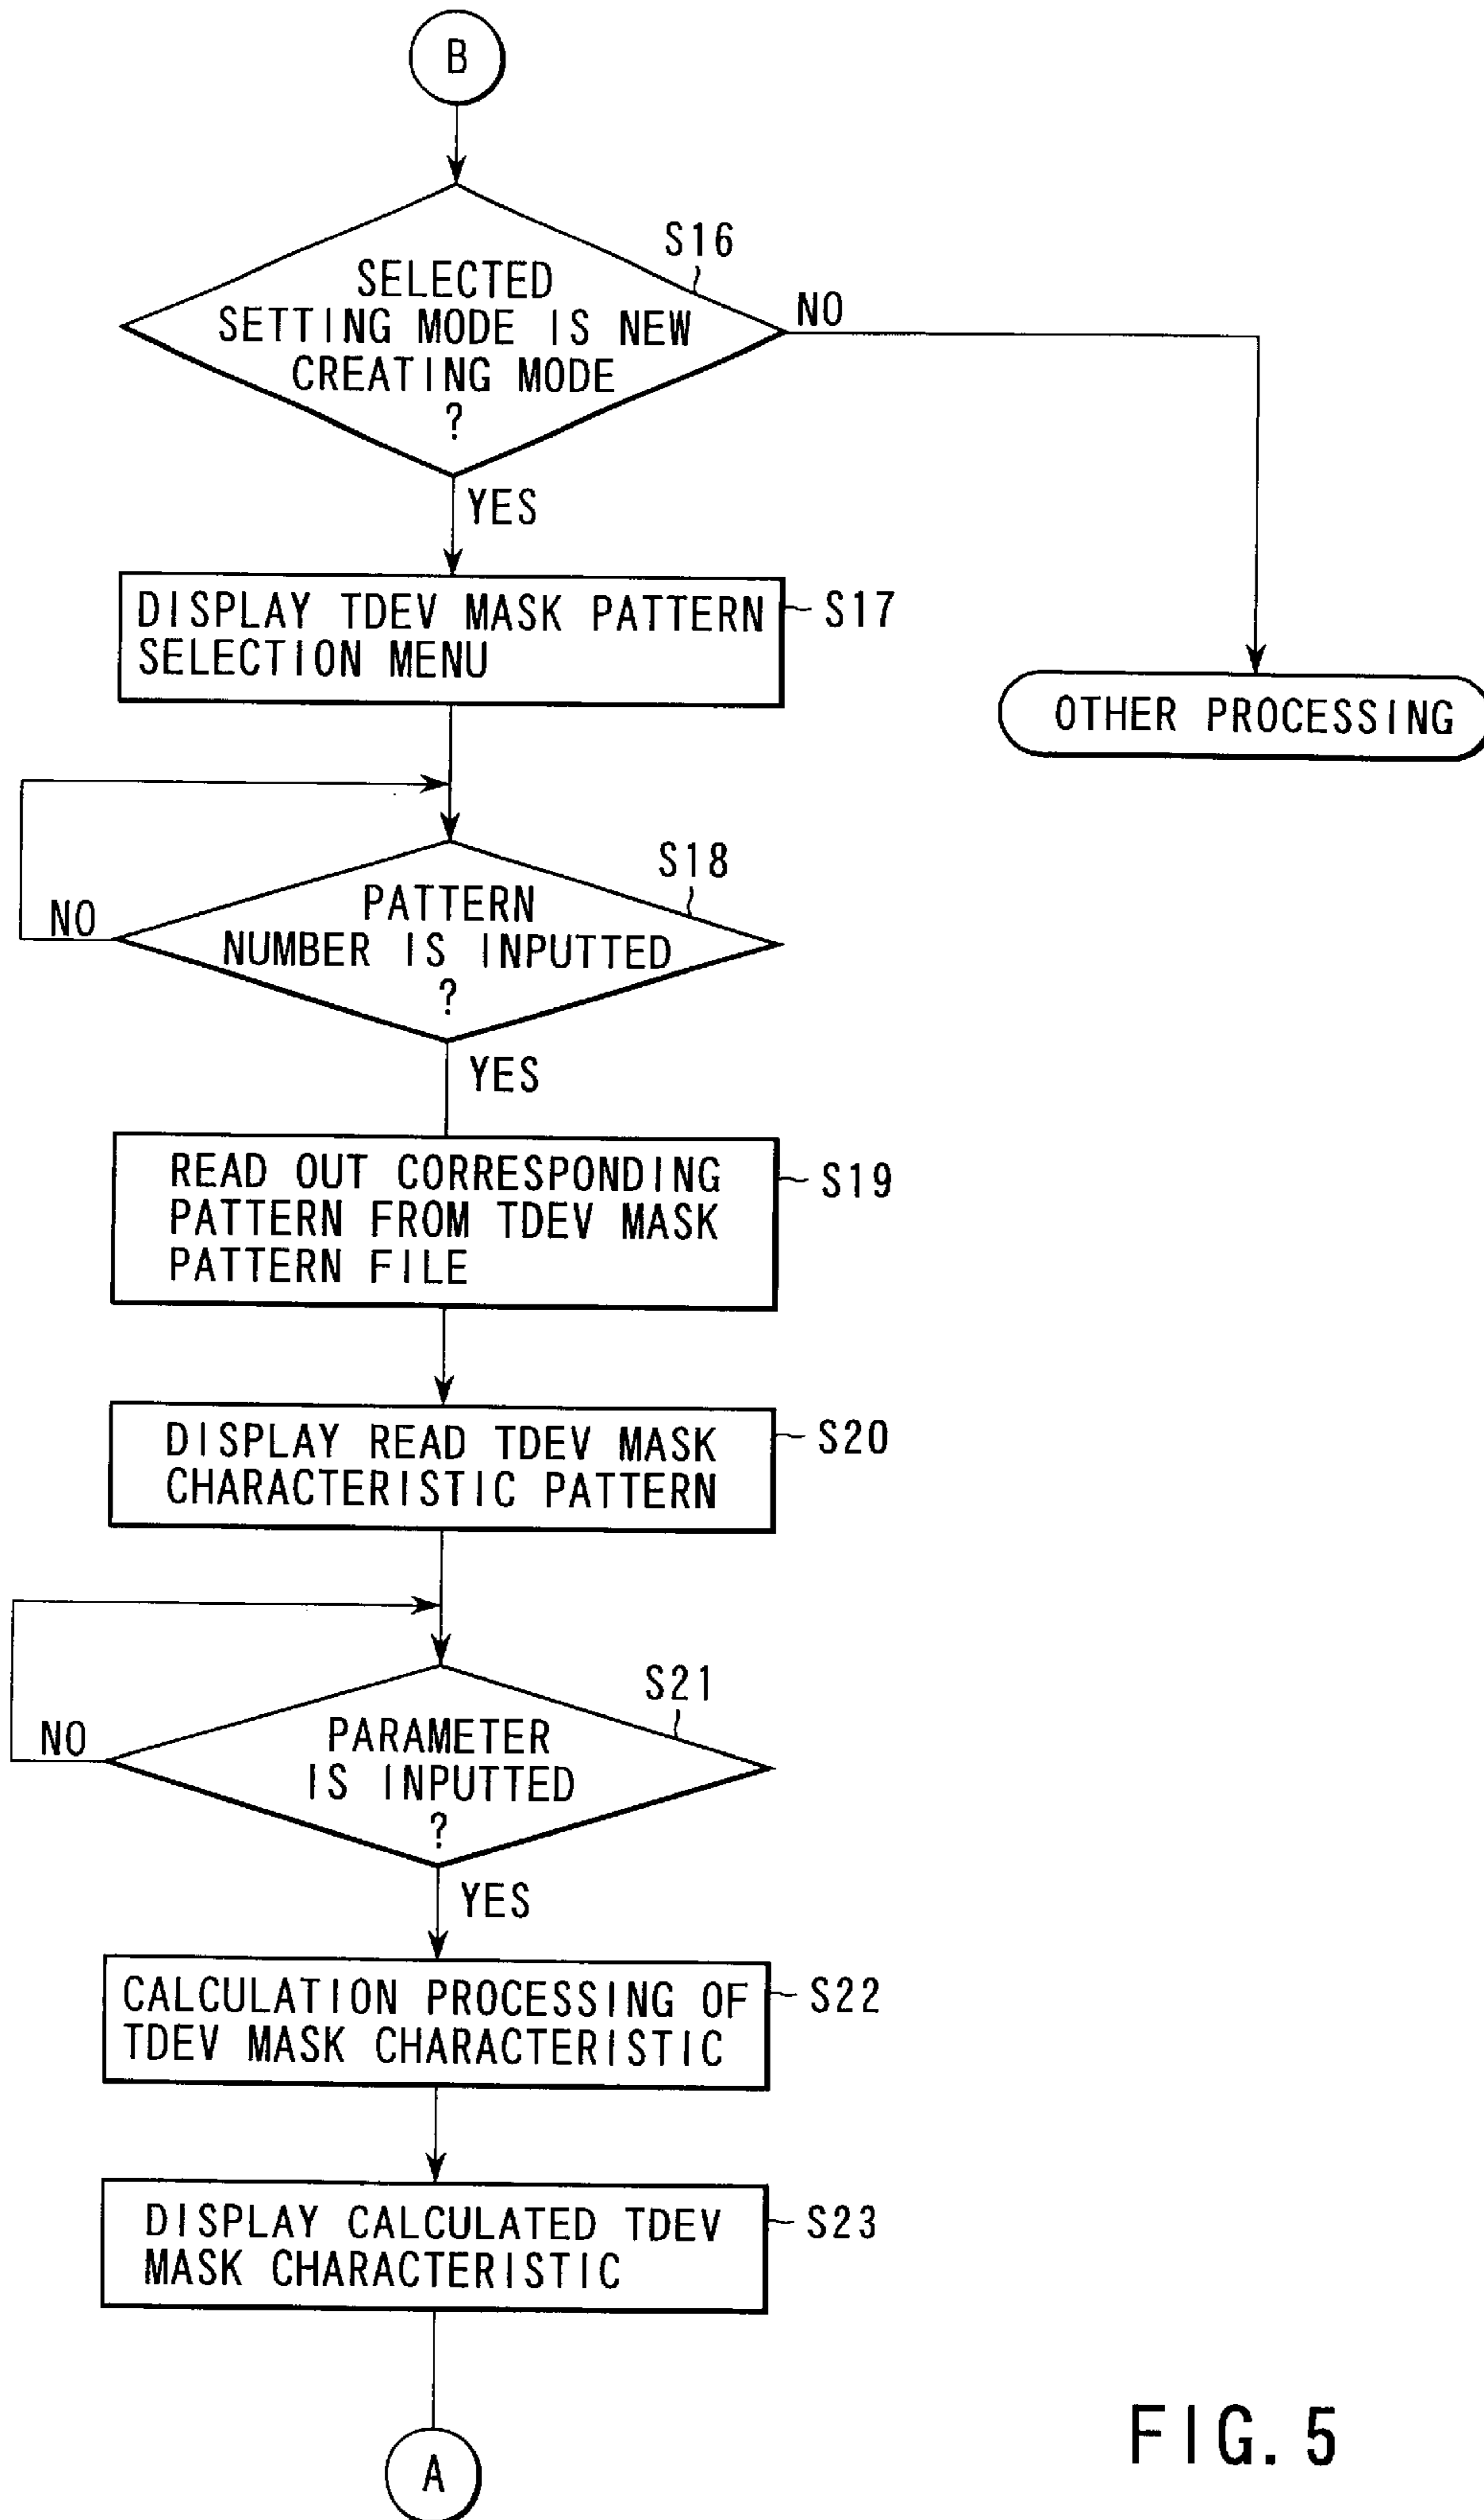 B
S16
SELECTED
SETTING MODE IS NEW
CREATING MODE
?
NO
YES
DISPLAY TDEV MASK PATTERN
SELECTION MENU
S17
OTHER PROCESSING
S18
PATTERN
NUMBER IS INPUTTED
?
NO
YES
READ OUT CORRESPONDING
PATTERN FROM TDEV MASK
PATTERN FILE
S19
DISPLAY READ TDEV MASK
CHARACTERISTIC PATTERN
S20
S21
PARAMETER
IS INPUTTED
?
NO
YES
CALCULATION PROCESSING OF
TDEV MASK CHARACTERISTIC
S22
DISPLAY CALCULATED TDEV
MASK CHARACTERISTIC
S23
A
FIG. 5